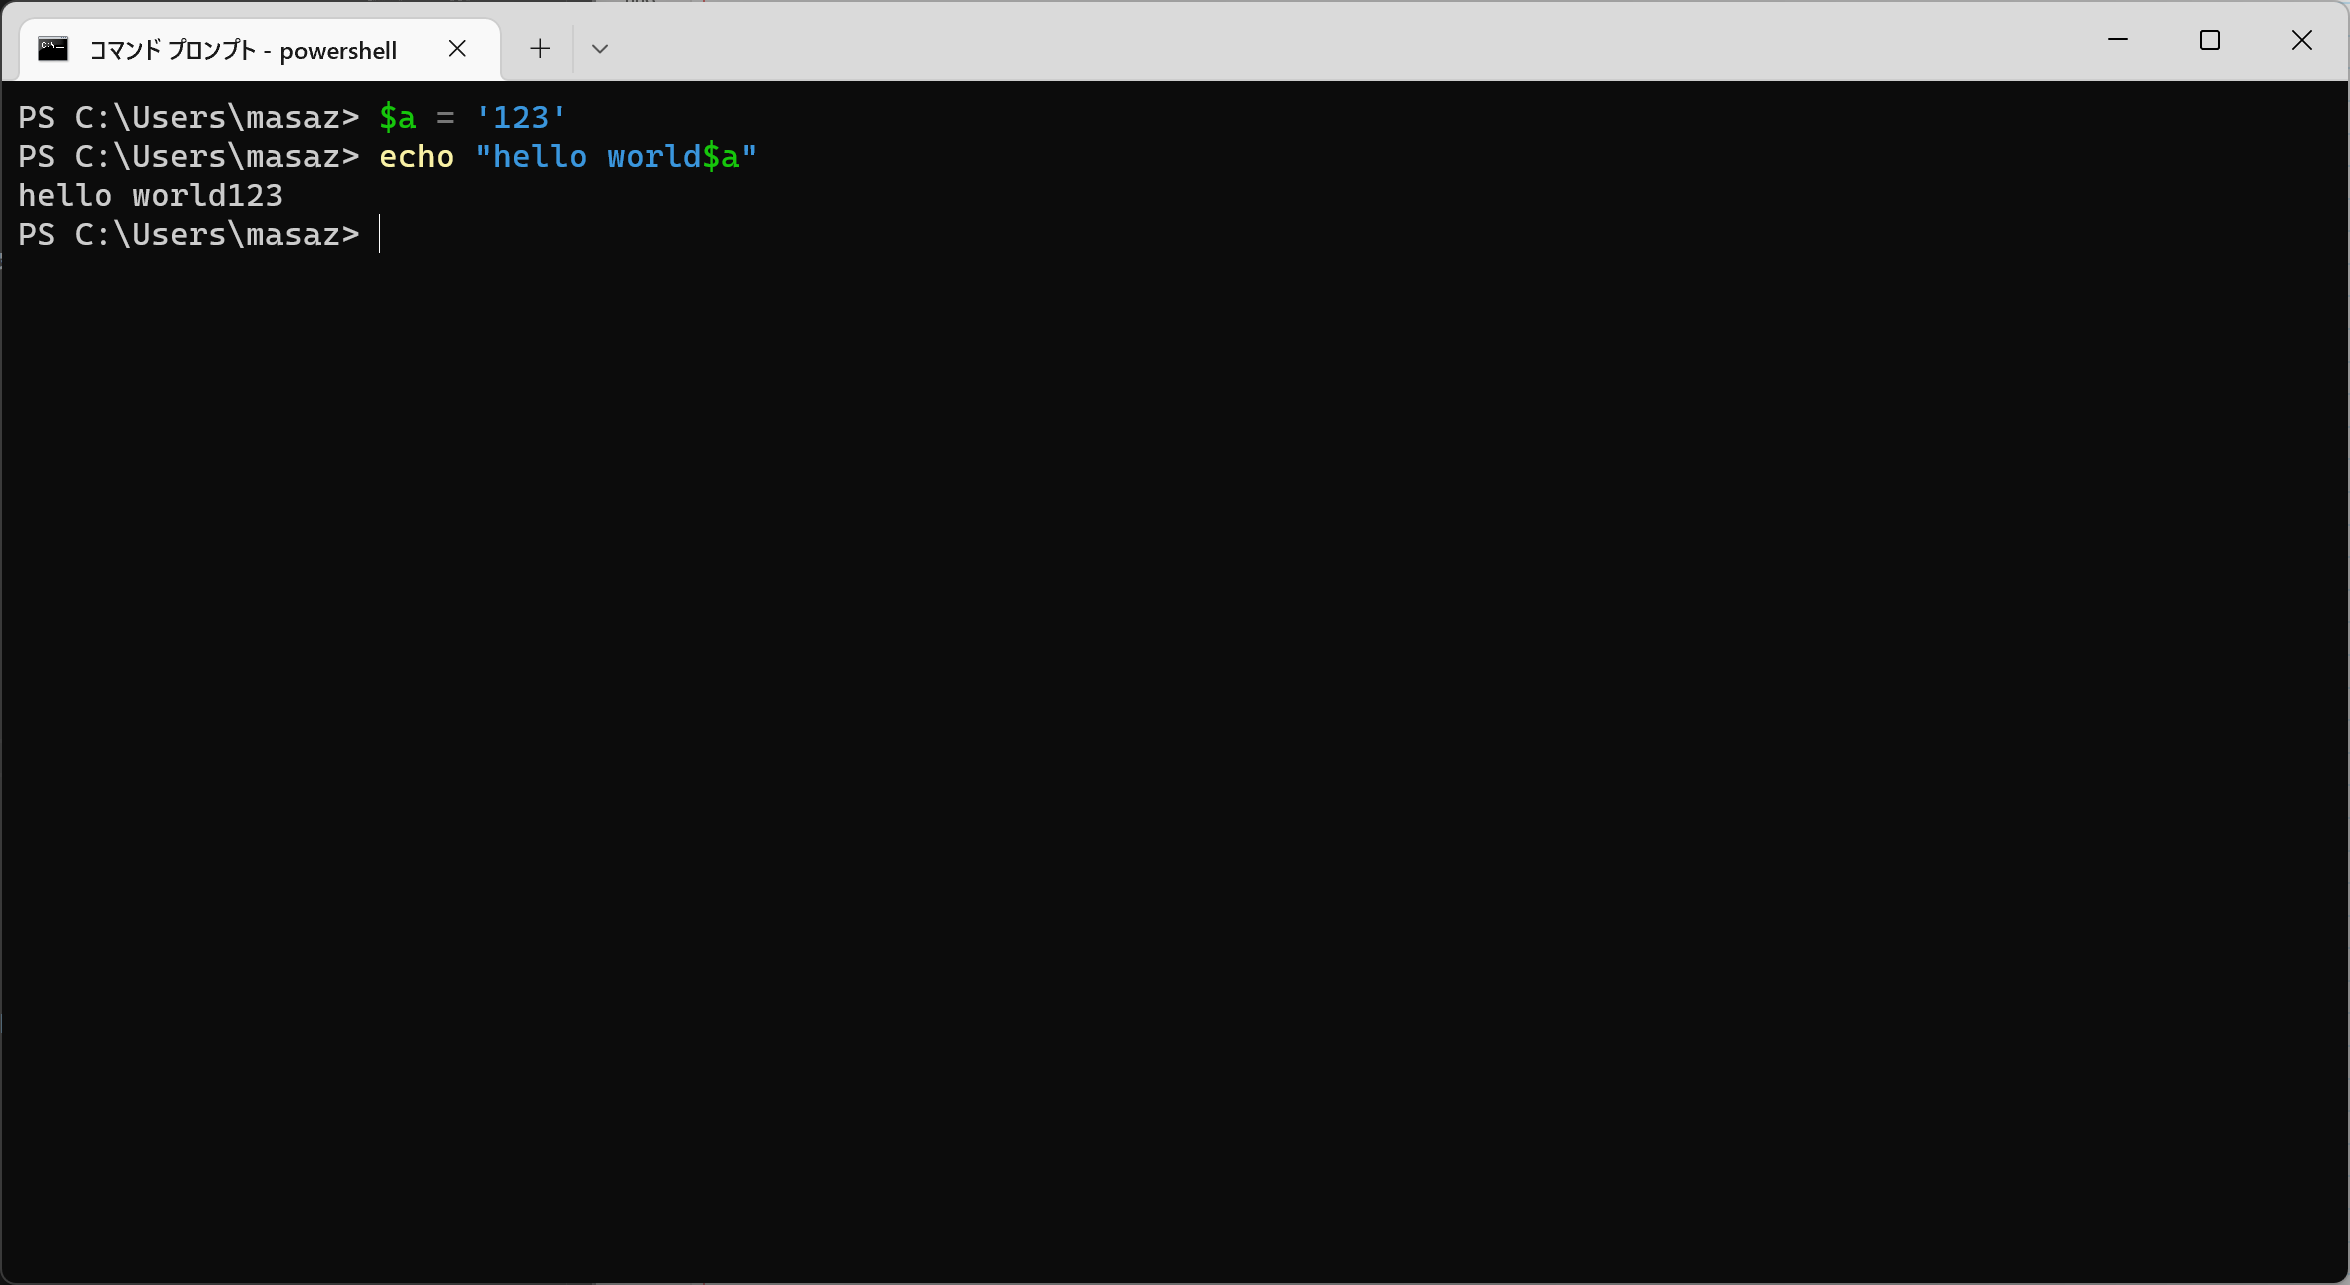 コマンド プロンプト - powershell
PS C:\Users\masaz> $a = '123'
PS C:\Users\masaz> echo "hello world$a"
hello world123
PS C:\Users\masaz>